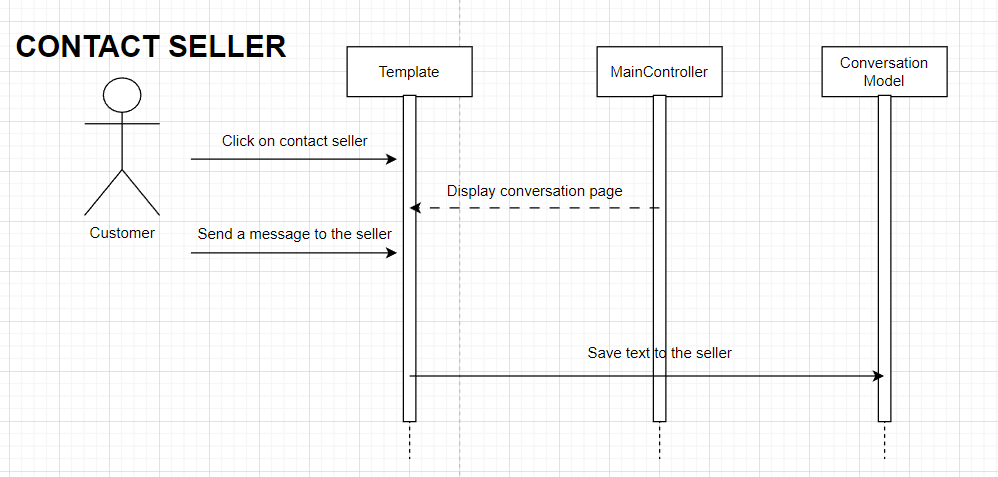 CONTACT SELLER
Template
MainController
Conversation
Model
Click on contact seller
Display conversation page
Customer
Send a message to the seller
Save text to the seller